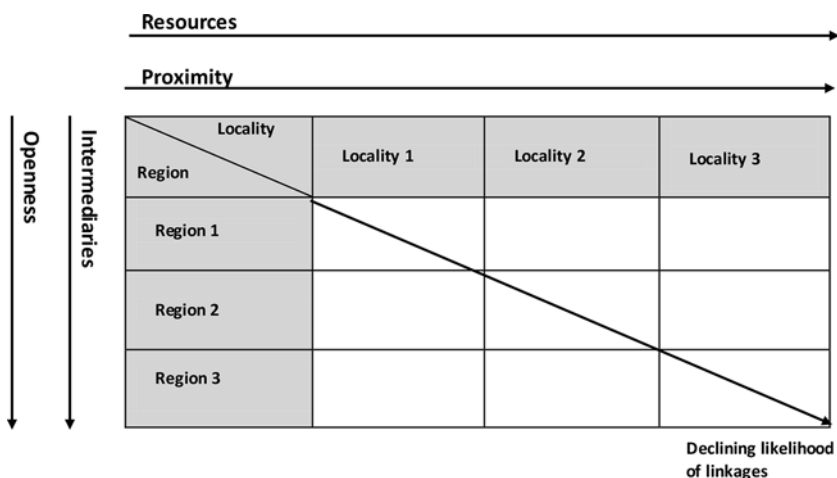 Resources
Proximity
Openness
Intermediaries
Locality
Region
Locality 1
Locality 2
Locality 3
Region 1
Region 2
Region 3
Declining likelihood
of linkages